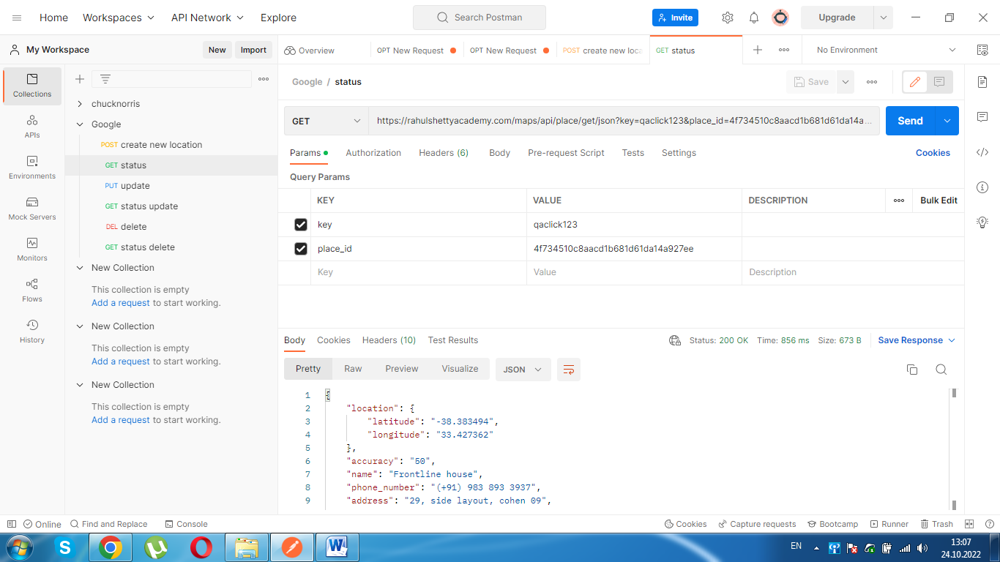 Home Workspaces API Network Explore Search Postman Invite Upgrade
My Workspace New Import Overview OPT New Request OPT New Request POST create new loca GET status No Environment
Google / status Save
Collections
APIs
Environments
Mock Servers
Monitors
Flows
History
chucknorris
Google
POST create new location
GET status
PUT update
GET status update
DEL delete
GET status delete
New Collection
This collection is empty
Add a request to start working.
New Collection
This collection is empty
Add a request to start working.
New Collection
This collection is empty
Add a request to start working.
GET https://rahulshettyacademy.com/maps/api/place/get/json?key=qaclick123&place_id=4f734510c8aacd1b681d61da14a... Send
Params Authorization Headers (6) Body Pre-request Script Tests Settings Cookies
Query Params
KEY VALUE DESCRIPTION Bulk Edit
key qaclick123
place_id 4f734510c8aacd1b681d61da14a927ee
Key Value Description
Body Cookies Headers (10) Test Results Status: 200 OK Time: 856 ms Size: 673 B Save Response
Pretty Raw Preview Visualize JSON
1 {
2 "location": {
3 "latitude": "-38.383494",
4 "longitude": "33.427362"
5 },
6 "accuracy": "50",
7 "name": "Frontline house",
8 "phone_number": "(+91) 983 893 3937",
9 "address": "29, side layout, cohen 09",
Online Find and Replace Console Cookies Capture requests Bootcamp Runner Trash
EN 13:07
24.10.2022